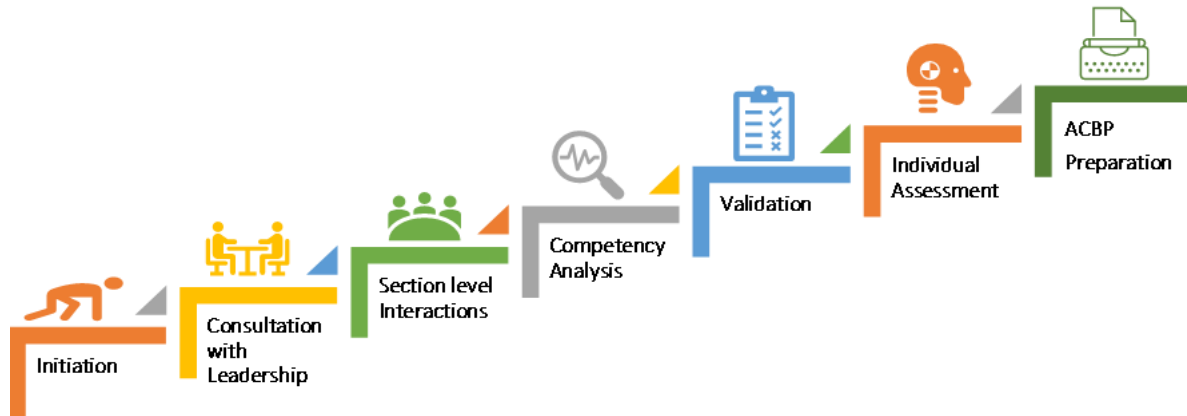 Initiation
Consultation
with
Leadership
Section level
Interactions
Competency
Analysis
Validation
Individual
Assessment
ACBP
Preparation